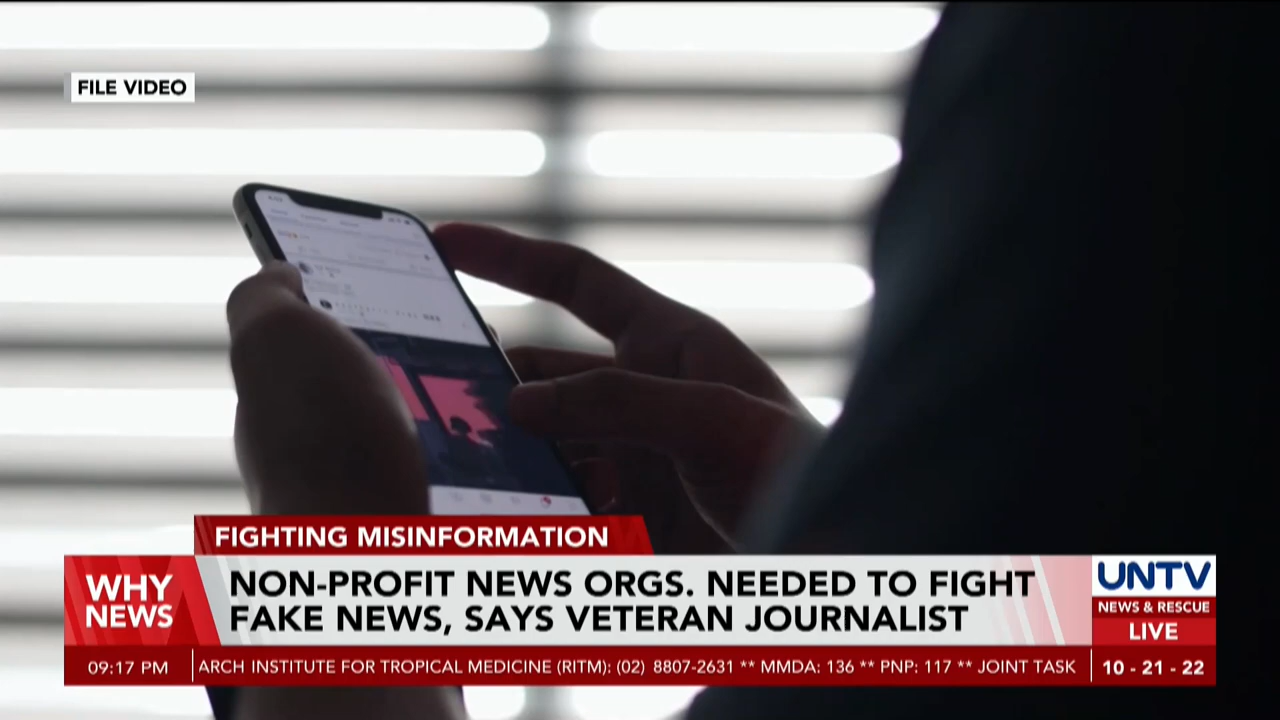 FILE VIDEO
FIGHTING MISINFORMATION
WHY
NEWS
NON-PROFIT NEWS ORGS. NEEDED TO FIGHT
FAKE NEWS, SAYS VETERAN JOURNALIST
UNTV
NEWS & RESCUE
LIVE
09:17 PM
ARCH INSTITUTE FOR TROPICAL MEDICINE (RITM): (02) 8807-2631 ** MMDA: 136 ** PNP: 117 ** JOINT TASK
10 - 21 - 22